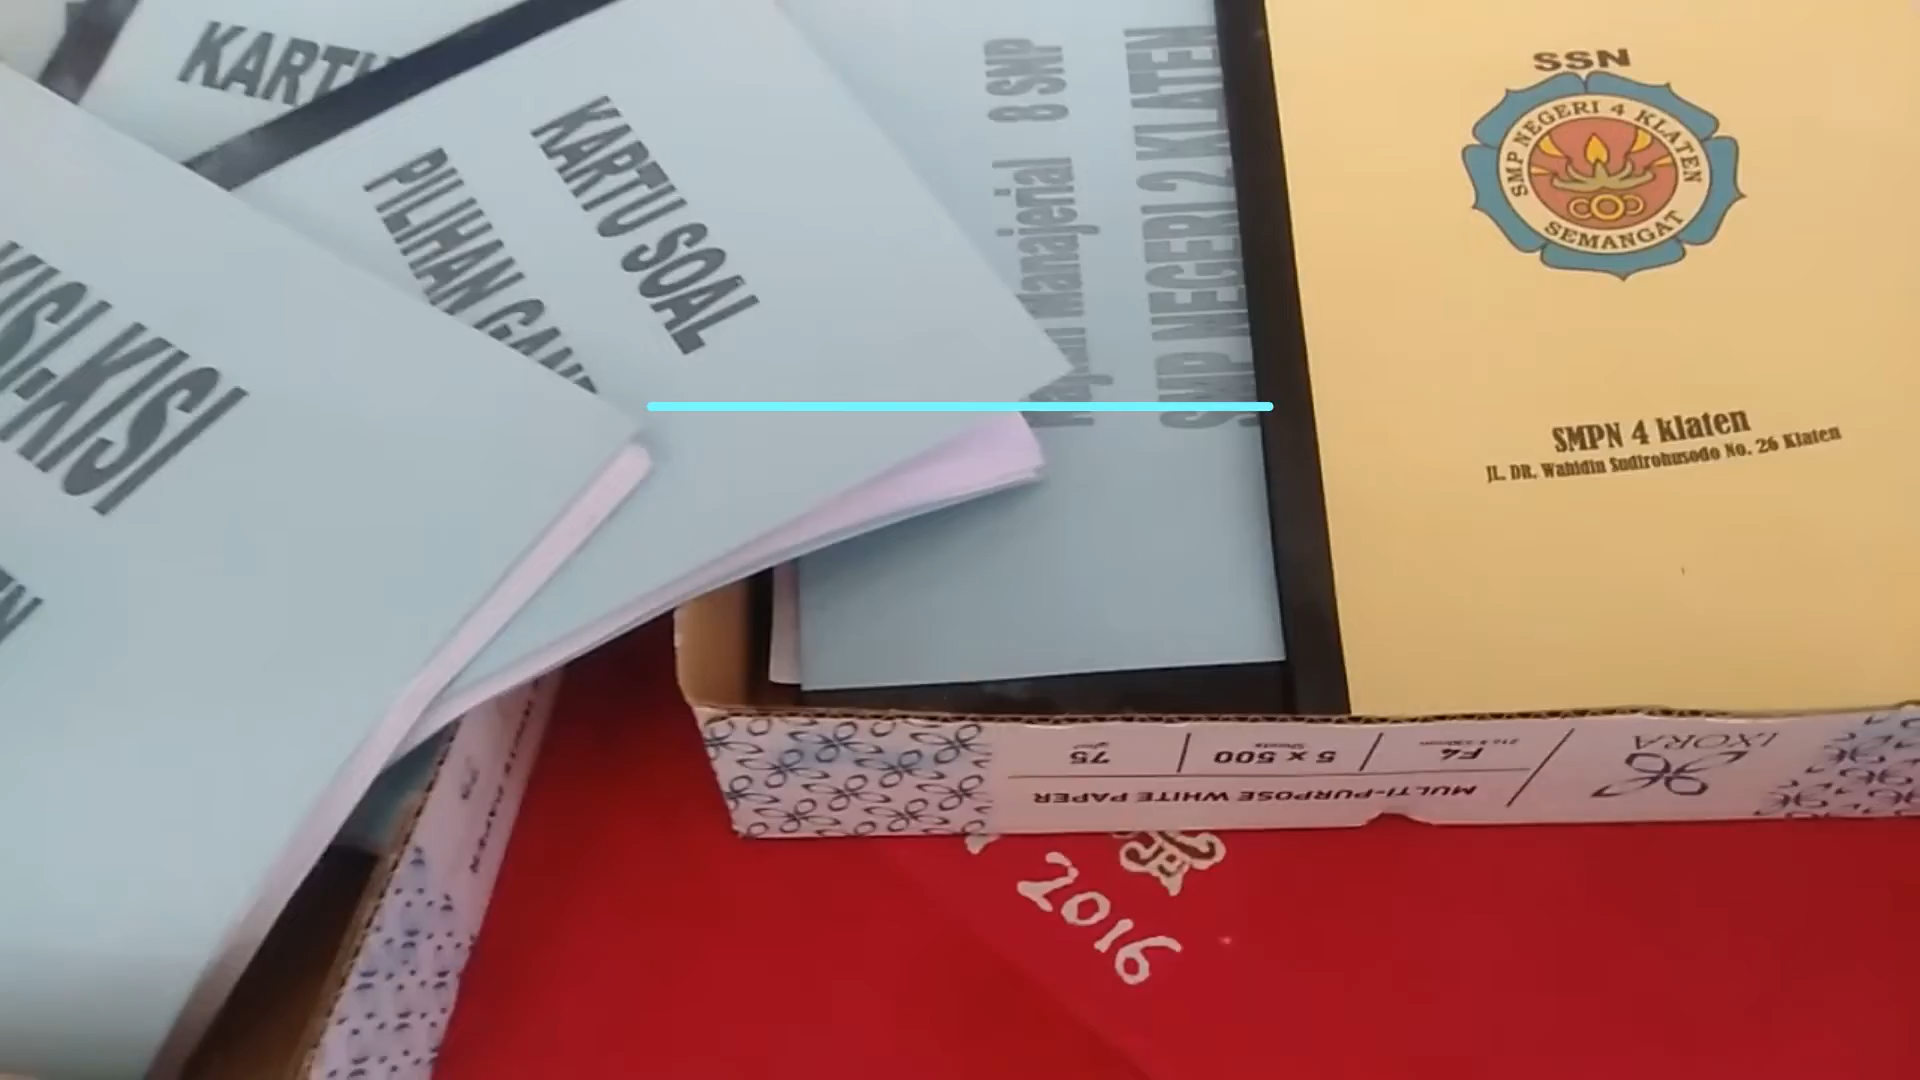 KARTU
KARTU SOAL
PILIHAN
KISI-KISI
8 SNP
Manajerial
SMP NEGERI 2 KLATEN
SSN
SMP NEGERI 4 KLATEN
SEMANGAT
SMPN 4 klaten
JL. DR. Wahidin Sudirohusodo No. 26 Klaten
MULTI-PURPOSE WHITE PAPER
F4
5 x 500
Sheets
75
IXORA
2016